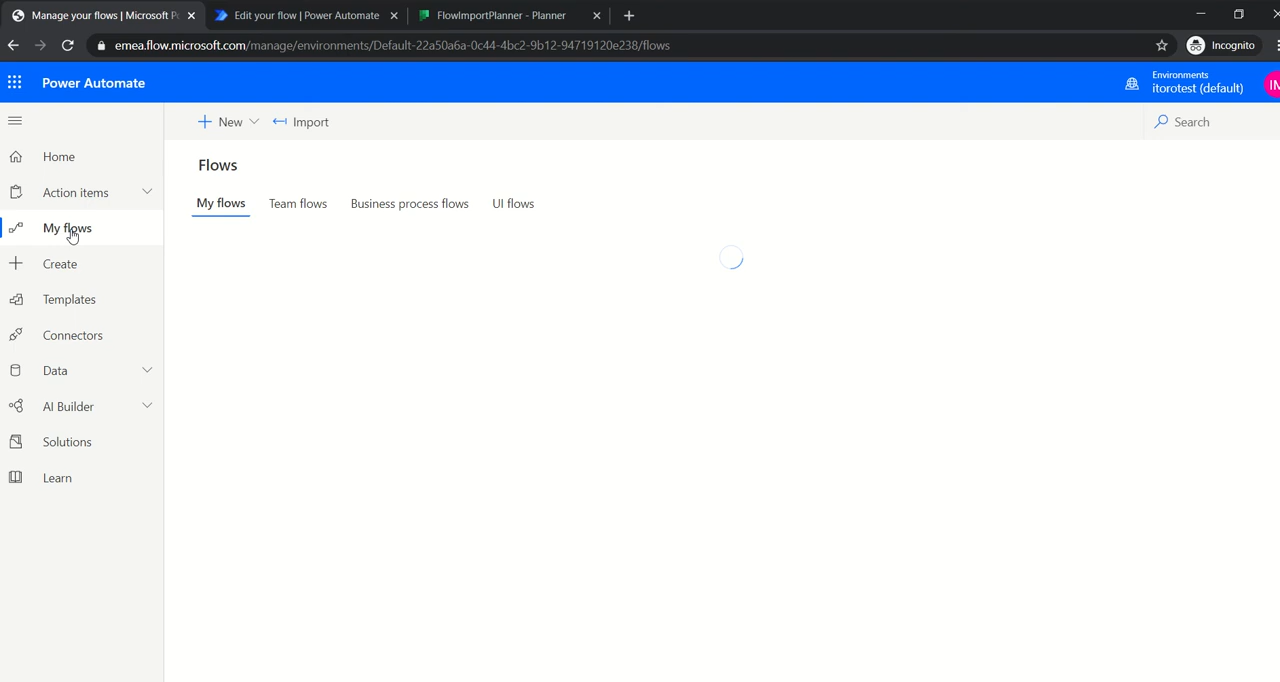 Manage your flows | Microsoft Po
Edit your flow | Power Automate
FlowImportPlanner - Planner
emea.flow.microsoft.com/manage/environments/Default-22a50a6a-0c44-4bc2-9b12-94719120e238/flows
Incognito
Power Automate
Environments
itorotest (default)
IM
New
Import
Search
Home
Action items
My flows
Create
Templates
Connectors
Data
AI Builder
Solutions
Learn
Flows
My flows
Team flows
Business process flows
UI flows